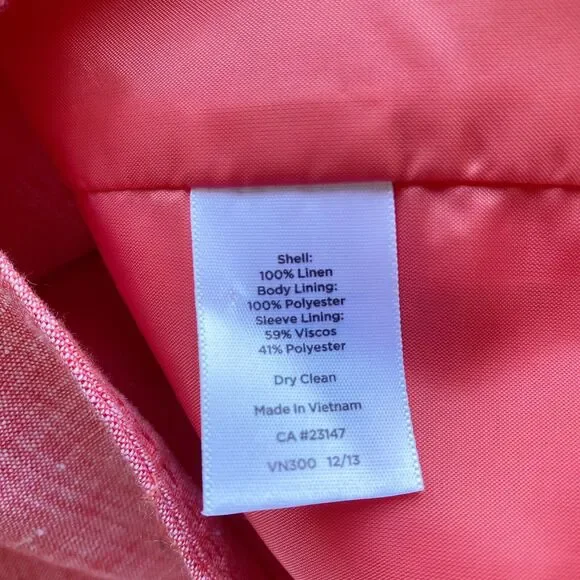 Shell:
100% Linen
Body Lining:
100% Polyester
Sleeve Lining:
59% Viscos
41% Polyester
Dry Clean
Made In Vietnam
CA #23147
VN300 12/13